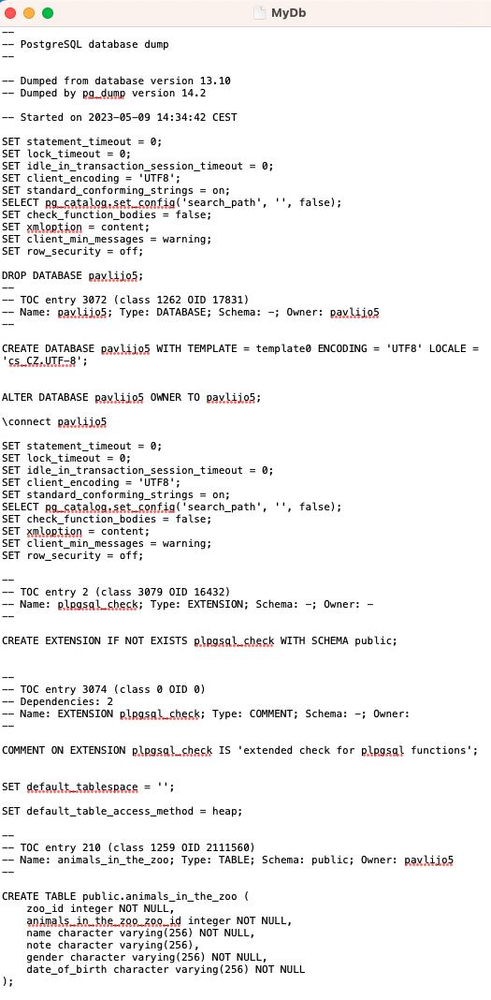 MyDb
--
-- PostgreSQL database dump
--
-- Dumped from database version 13.10
-- Dumped by pg_dump version 14.2
-- Started on 2023-05-09 14:34:42 CEST
SET statement_timeout = 0;
SET lock_timeout = 0;
SET idle_in_transaction_session_timeout = 0;
SET client_encoding = 'UTF8';
SET standard_conforming_strings = on;
SELECT pg_catalog.set_config('search_path', '', false);
SET check_function_bodies = false;
SET xmloption = content;
SET client_min_messages = warning;
SET row_security = off;
DROP DATABASE pavlijo5;
--
-- TOC entry 3072 (class 1262 OID 17831)
-- Name: pavlijo5; Type: DATABASE; Schema: -; Owner: pavlijo5
--
CREATE DATABASE pavlijo5 WITH TEMPLATE = template0 ENCODING = 'UTF8' LOCALE =
'cs_CZ.UTF-8';
ALTER DATABASE pavlijo5 OWNER TO pavlijo5;
\connect pavlijo5
SET statement_timeout = 0;
SET lock_timeout = 0;
SET idle_in_transaction_session_timeout = 0;
SET client_encoding = 'UTF8';
SET standard_conforming_strings = on;
SELECT pg_catalog.set_config('search_path', '', false);
SET check_function_bodies = false;
SET xmloption = content;
SET client_min_messages = warning;
SET row_security = off;
--
-- TOC entry 2 (class 3079 OID 16432)
-- Name: plpgsql_check; Type: EXTENSION; Schema: -; Owner: -
--
CREATE EXTENSION IF NOT EXISTS plpgsql_check WITH SCHEMA public;
--
-- TOC entry 3074 (class 0 OID 0)
-- Dependencies: 2
-- Name: EXTENSION plpgsql_check; Type: COMMENT; Schema: -; Owner:
--
COMMENT ON EXTENSION plpgsql_check IS 'extended check for plpgsql functions';
SET default_tablespace = '';
SET default_table_access_method = heap;
--
-- TOC entry 210 (class 1259 OID 2111560)
-- Name: animals_in_the_zoo; Type: TABLE; Schema: public; Owner: pavlijo5
--
CREATE TABLE public.animals_in_the_zoo (
zoo_id integer NOT NULL,
animals_in_the_zoo_zoo_id integer NOT NULL,
name character varying(256) NOT NULL,
note character varying(256),
gender character varying(256) NOT NULL,
date_of_birth character varying(256) NOT NULL
);